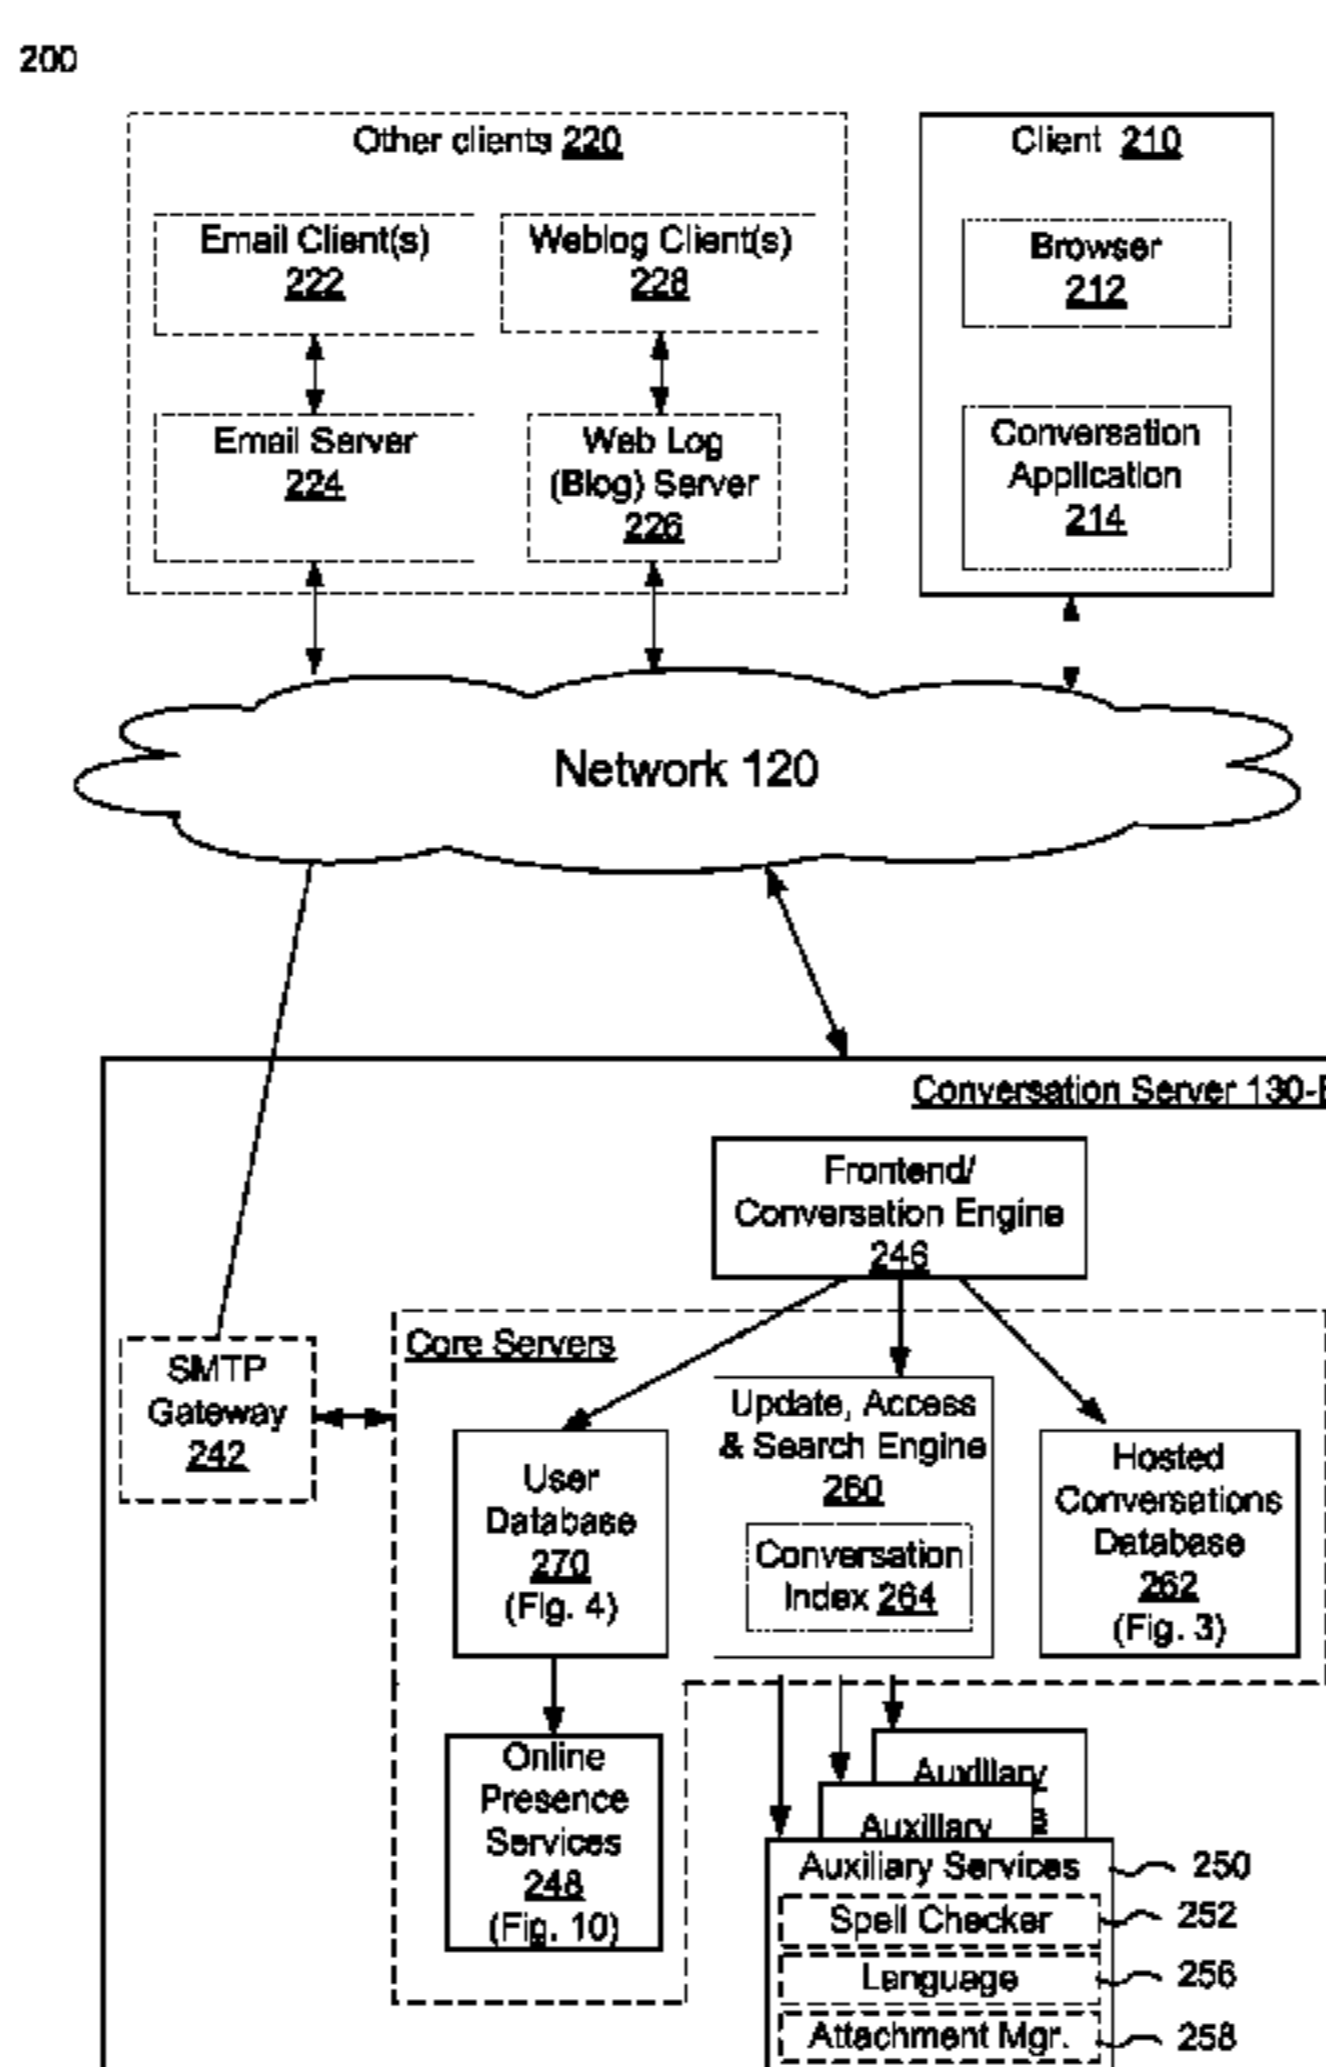 200
Other clients 220
Email Client(s)
222
Weblog Client(s)
228
Email Server
224
Web Log
(Blog) Server
226
Client 210
Browser
212
Conversation
Application
214
Network 120
Conversation Server 130-B
Frontend/
Conversation Engine
246
Core Servers
SMTP
Gateway
242
User
Database
270
(Fig. 4)
Update, Access
& Search Engine
260
Conversation
Index 264
Hosted
Conversations
Database
262
(Fig. 3)
Online
Presence
Services
248
(Fig. 10)
Auxiliary
Auxiliary
Auxiliary Services
250
Spell Checker
252
Language
256
Attachment Mgr.
258